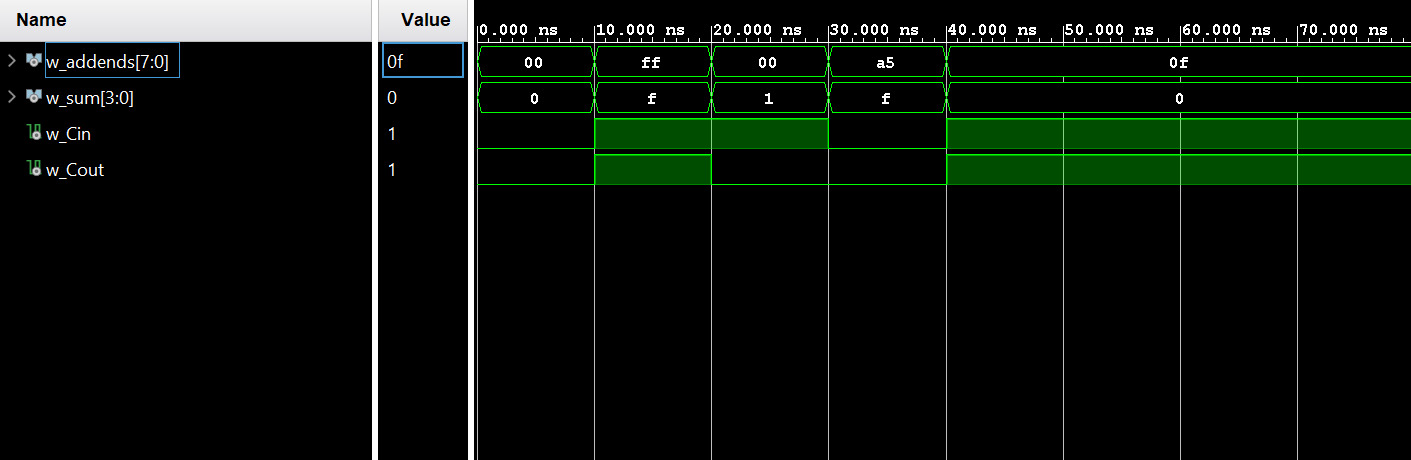 Name Value
0.000 ns 10.000 ns 20.000 ns 30.000 ns 40.000 ns 50.000 ns 60.000 ns 70.000 ns
w_addends[7:0] 0f 00 ff 00 a5 0f
w_sum[3:0] 0 0 f 1 f 0
w_Cin 1
w_Cout 1